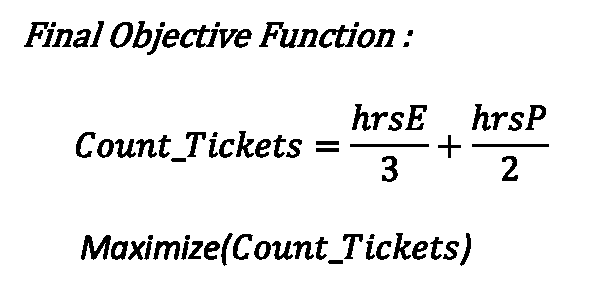 Final Objective Function :
Count_Tickets = hrsE/3 + hrsP/2
Maximize(Count_Tickets)